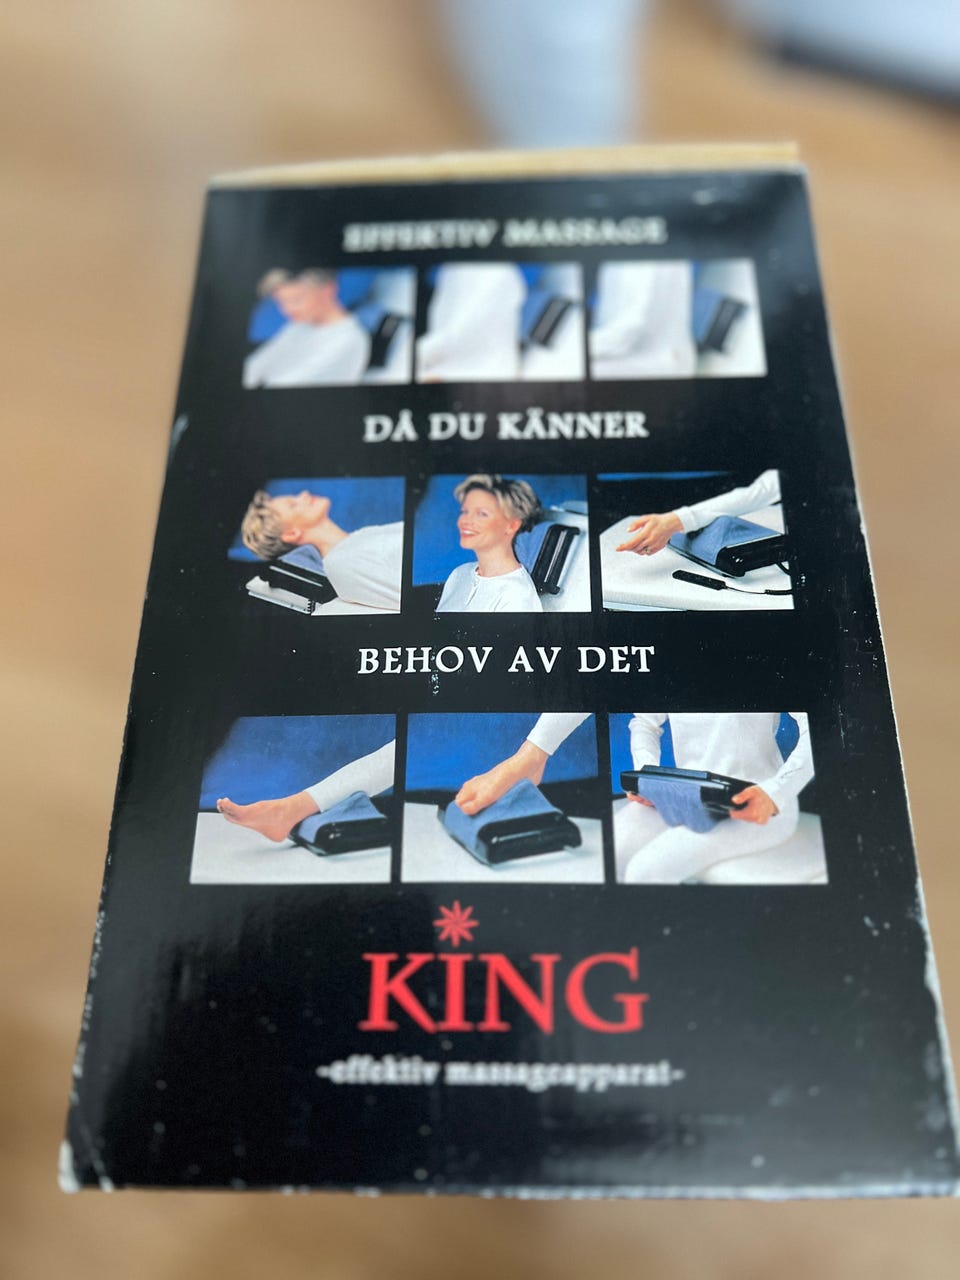 EFFEKTIV MASSAGE
DÅ DU KÄNNER
BEHOV AV DET
KING
-effektiv massageapparat-